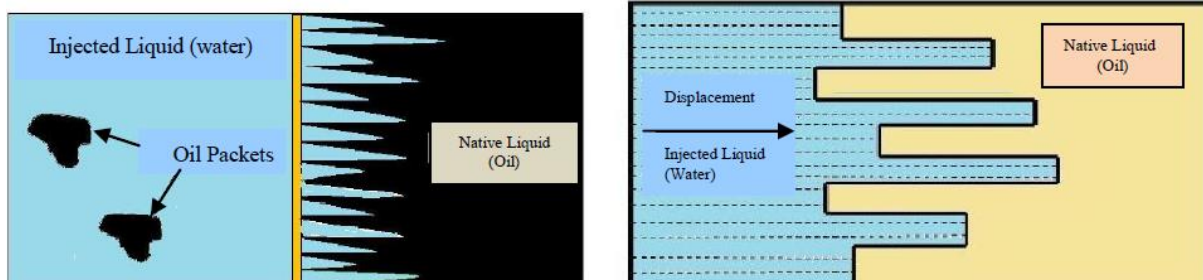 Injected Liquid (water)
Oil Packets
Native Liquid
(Oil)
Displacement
Injected Liquid
(Water)
Native Liquid
(Oil)